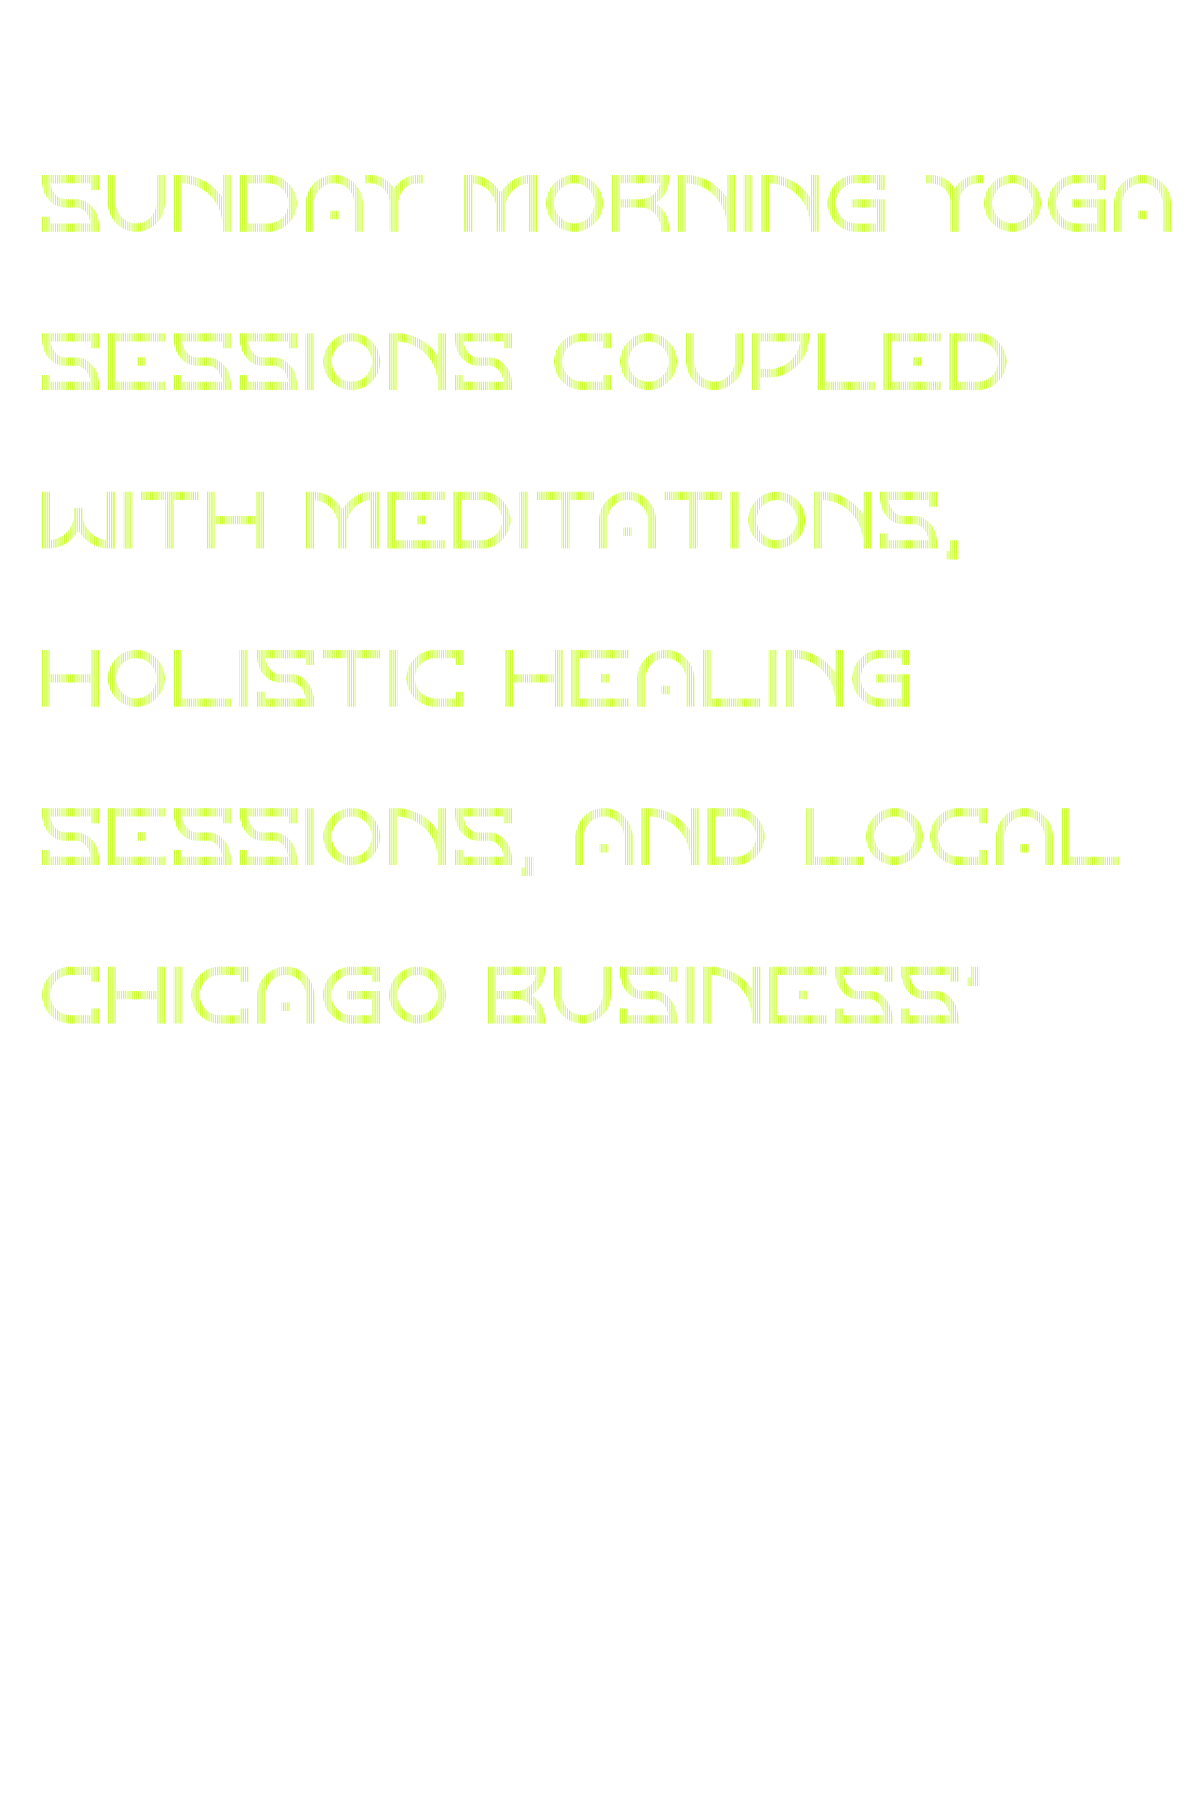 SUNDAY MORNING YOGA
SESSIONS COUPLED
WITH MEDITATIONS,
HOLISTIC HEALING
SESSIONS, AND LOCAL
CHICAGO BUSINESS'